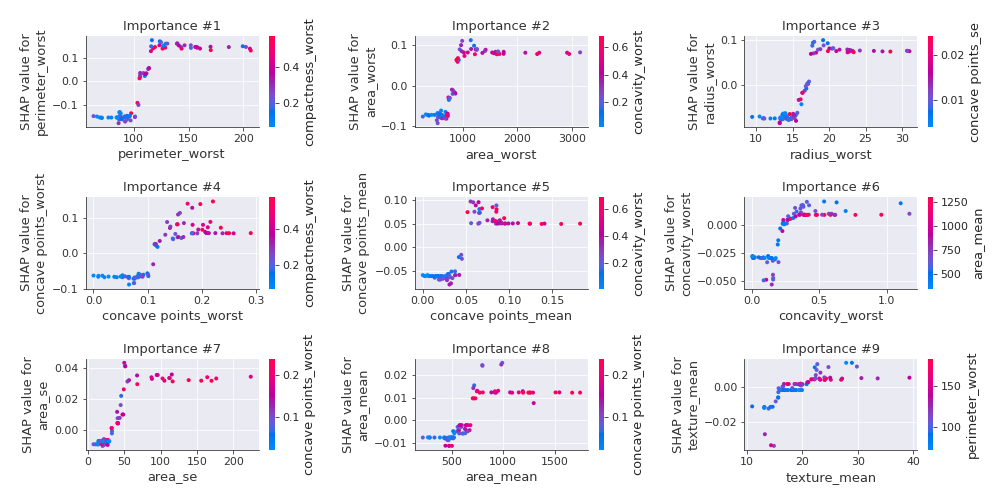 Importance #1
SHAP value for
perimeter_worst
0.1
0.0
−0.1
100
150
200
perimeter_worst
0.4
0.2
compactness_worst
Importance #2
SHAP value for
area_worst
0.1
0.0
−0.1
1000
2000
3000
area_worst
0.6
0.4
0.2
concavity_worst
Importance #3
SHAP value for
radius_worst
0.1
0.0
10
15
20
25
30
radius_worst
0.02
0.01
concave points_se
Importance #4
SHAP value for
concave points_worst
0.1
0.0
−0.1
0.0
0.1
0.2
0.3
concave points_worst
0.4
0.2
compactness_worst
Importance #5
SHAP value for
concave points_mean
0.10
0.05
0.00
−0.05
0.00
0.05
0.10
0.15
concave points_mean
0.6
0.4
0.2
concavity_worst
Importance #6
SHAP value for
concavity_worst
0.025
0.000
−0.025
−0.050
0.0
0.5
1.0
concavity_worst
1250
1000
750
500
area_mean
Importance #7
SHAP value for
area_se
0.04
0.02
0.00
0
50
100
150
200
area_se
0.2
0.1
concave points_worst
Importance #8
SHAP value for
area_mean
0.02
0.01
0.00
−0.01
500
1000
1500
area_mean
0.2
0.1
concave points_worst
Importance #9
SHAP value for
texture_mean
0.00
−0.02
10
20
30
40
texture_mean
150
100
perimeter_worst